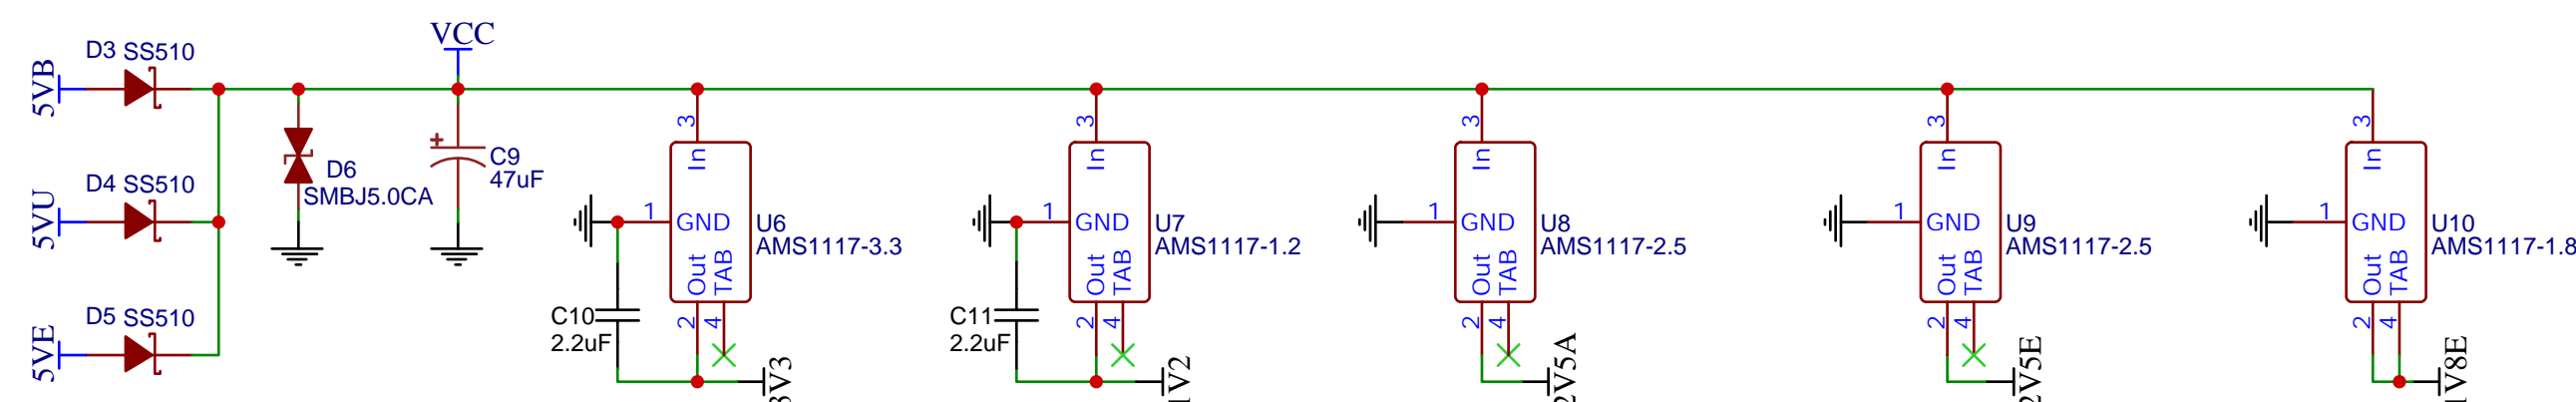 VCC
D3 SS510
5VB
D4 SS510
5VU
D5 SS510
5VE
D6
SMBJ5.0CA
+
C9
47uF
3
In
1
GND
Out
TAB
2
4
U6
AMS1117-3.3
C10
2.2uF
3V3
3
In
1
GND
Out
TAB
2
4
U7
AMS1117-1.2
C11
2.2uF
1V2
3
In
1
GND
Out
TAB
2
4
U8
AMS1117-2.5
2V5A
3
In
1
GND
Out
TAB
2
4
U9
AMS1117-2.5
2V5E
3
In
1
GND
Out
TAB
2
4
U10
AMS1117-1.8
1V8E